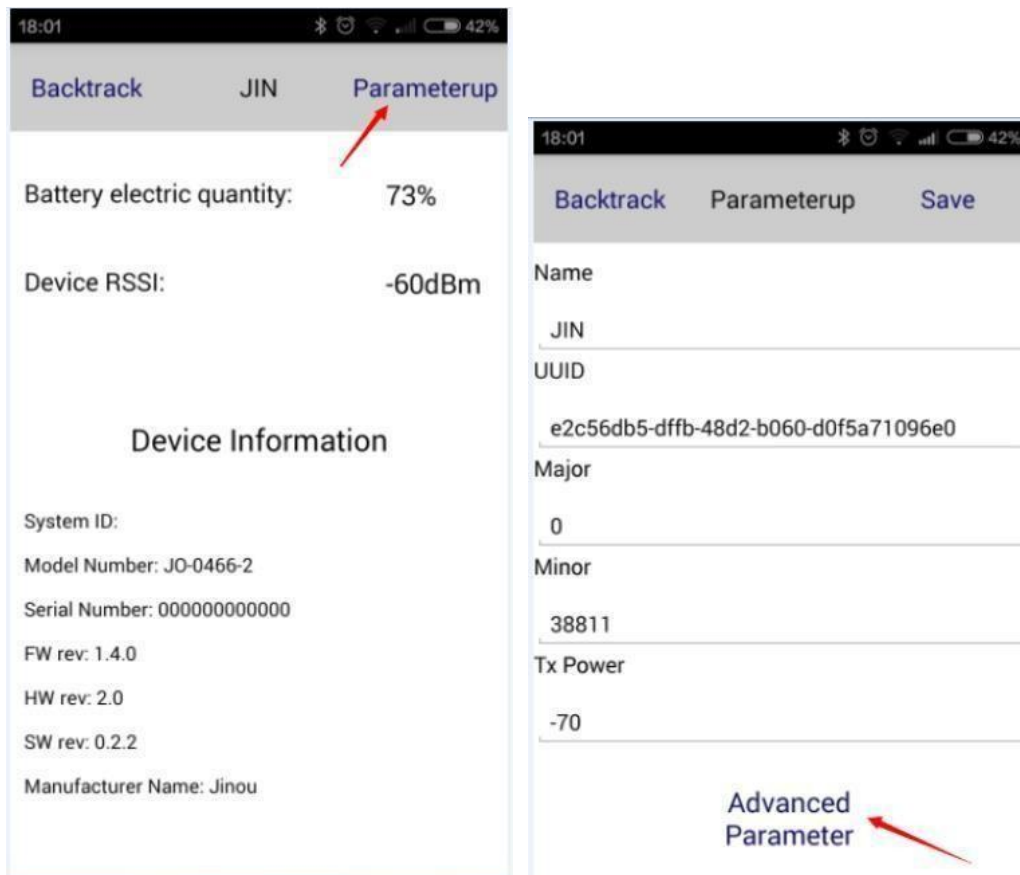 18:01 42%
Backtrack JIN Parameterup
Battery electric quantity: 73%
Device RSSI: -60dBm
Device Information
System ID:
Model Number: JO-0466-2
Serial Number: 000000000000
FW rev: 1.4.0
HW rev: 2.0
SW rev: 0.2.2
Manufacturer Name: Jinou
18:01 42%
Backtrack Parameterup Save
Name
JIN
UUID
e2c56db5-dffb-48d2-b060-d0f5a71096e0
Major
0
Minor
38811
Tx Power
-70
Advanced
Parameter